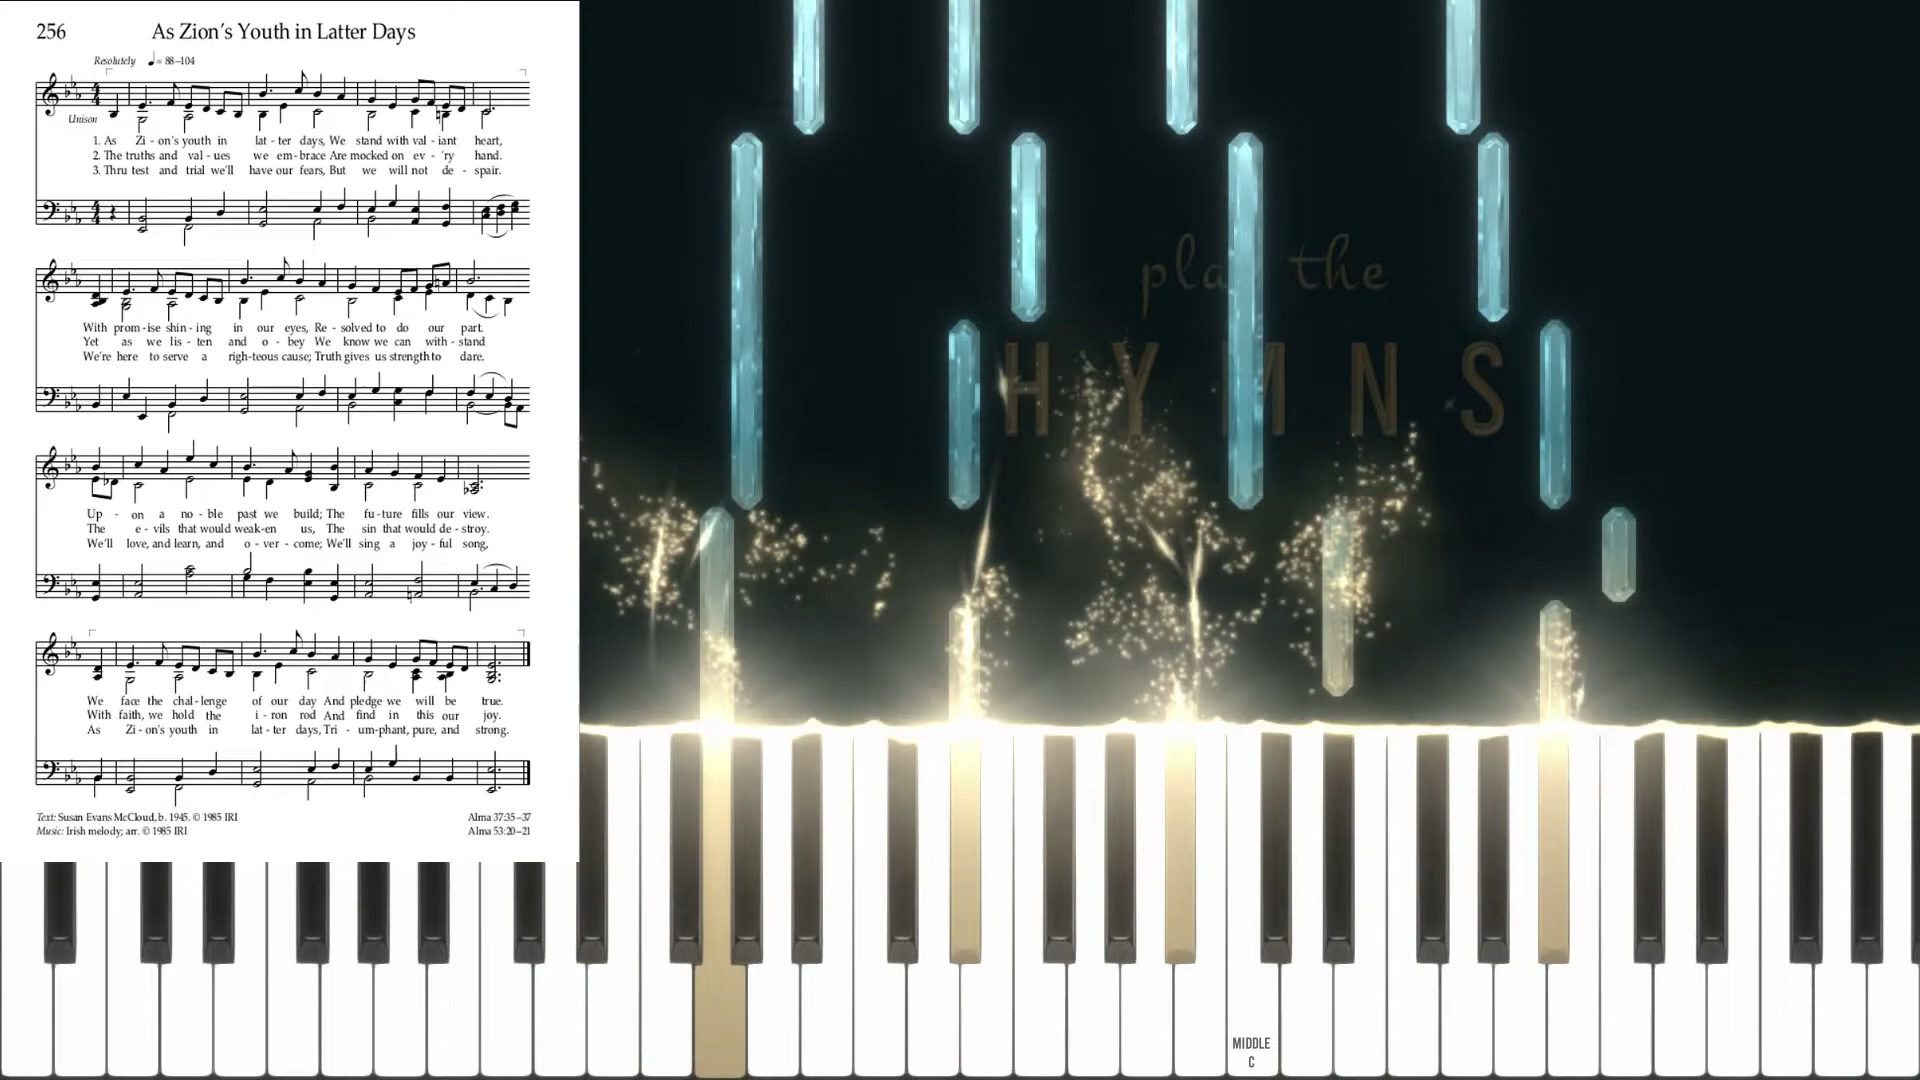 256 As Zion's Youth in Latter Days
Resolutely ♩ = 88–104
Unison
1. As Zi - on's youth in lat - ter days, We stand with val - iant heart,
2. The truths and val - ues we em - brace Are mocked on ev - 'ry hand.
3. Thru test and trial we'll have our fears, But we will not de - spair.
With prom - ise shin - ing in our eyes, Re - solved to do our part.
Yet as we lis - ten and o - bey We know we can with - stand
We're here to serve a righ - teous cause; Truth gives us strength to dare.
Up - on a no - ble past we build; The fu - ture fills our view.
The e - vils that would weak - en us, The sin that would de - stroy.
We'll love, and learn, and o - ver - come; We'll sing a joy - ful song,
We face the chal - lenge of our day And pledge we will be true.
With faith, we hold the i - ron rod And find in this our joy.
As Zi - on's youth in lat - ter days, Tri - um - phant, pure, and strong.
Text: Susan Evans McCloud, b. 1945. © 1985 IRI Alma 37:35–37
Music: Irish melody; arr. © 1985 IRI Alma 53:20–21
play the
HYMNS
MIDDLE
C